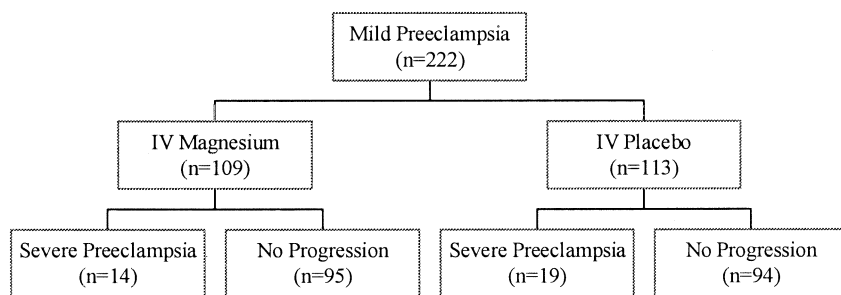 Mild Preeclampsia
(n=222)
IV Magnesium
(n=109)
IV Placebo
(n=113)
Severe Preeclampsia
(n=14)
No Progression
(n=95)
Severe Preeclampsia
(n=19)
No Progression
(n=94)